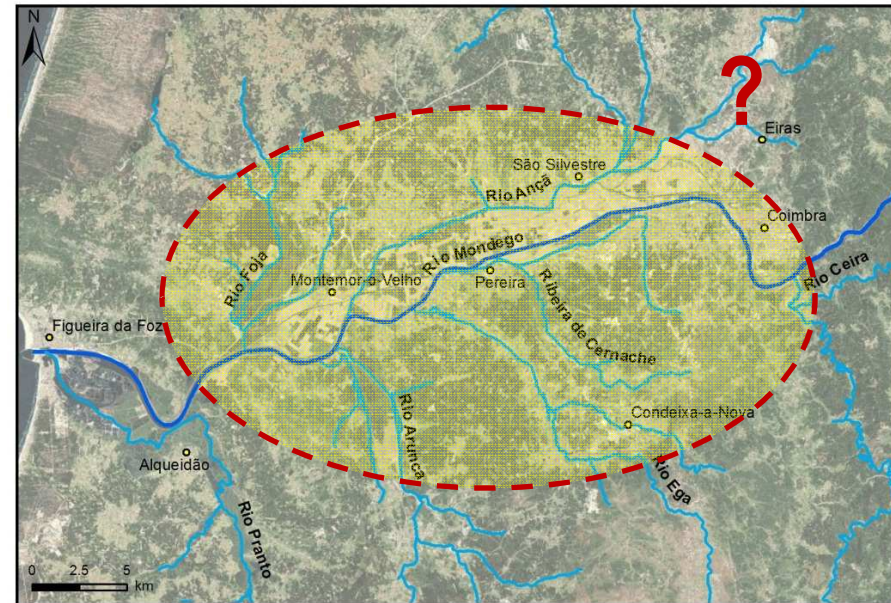 N
?
Eiras
São Silvestre
Rio Ançã
Coimbra
Rio Mondego
Rio Foja
Montemor-o-Velho
Pereira
Rio Ceira
Ribeira de Cernache
Figueira da Foz
Condeixa-a-Nova
Rio Arunca
Alqueidão
Rio Ega
Rio Pranto
0 2.5 5
km